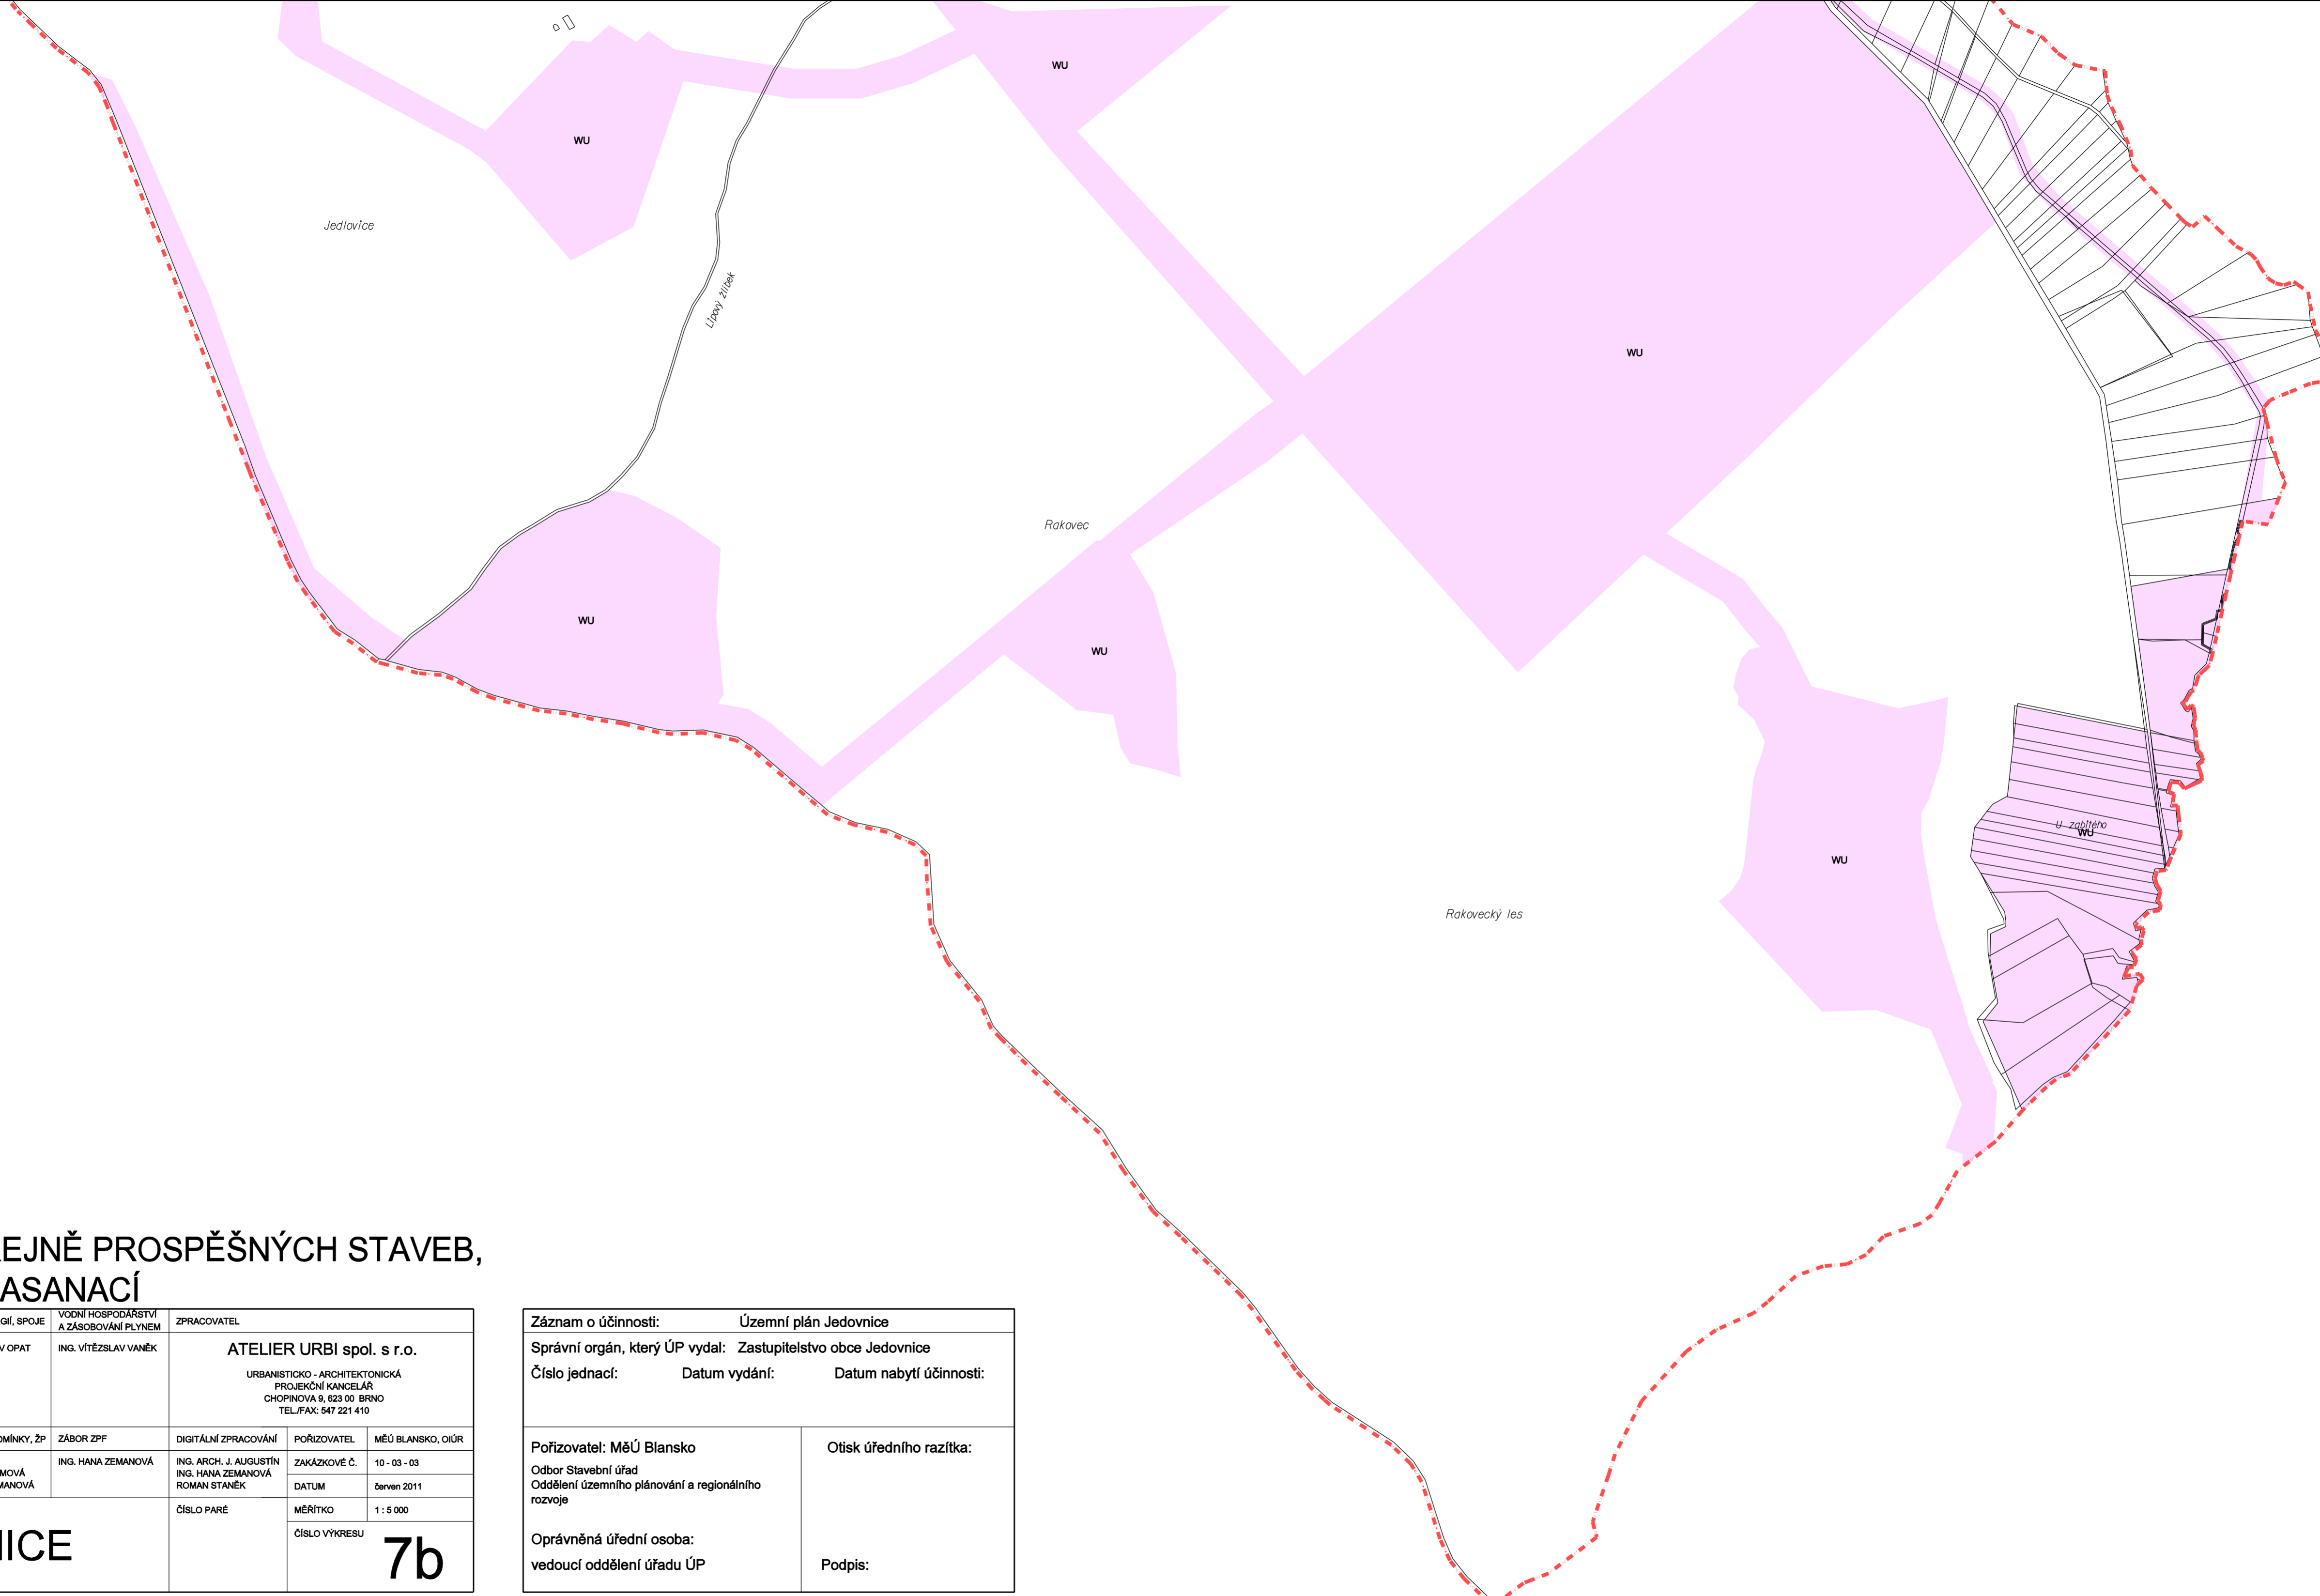 WU
WU
Jedlovice
Lipový žlíbek
WU
Rakovec
WU
WU
U zabitého
WU
WU
Rakovecký les
EJNĚ PROSPĚŠNÝCH STAVEB,
ASANACÍ
GIÍ, SPOJE
VODNÍ HOSPODÁŘSTVÍ
A ZÁSOBOVÁNÍ PLYNEM
ZPRACOVATEL
V OPAT
ING. VÍTĚZSLAV VANĚK
ATELIER URBI spol. s r.o.
URBANISTICKO - ARCHITEKTONICKÁ
PROJEKČNÍ KANCELÁŘ
CHOPINOVA 9, 623 00 BRNO
TEL./FAX: 547 221 410
OMÍNKY, ŽP
ZÁBOR ZPF
DIGITÁLNÍ ZPRACOVÁNÍ
POŘIZOVATEL
MĚÚ BLANSKO, OIÚR
MOVÁ
MANOVÁ
ING. HANA ZEMANOVÁ
ING. ARCH. J. AUGUSTÍN
ING. HANA ZEMANOVÁ
ROMAN STANĚK
ZAKÁZKOVÉ Č.
10 - 03 - 03
DATUM
červen 2011
ČÍSLO PARÉ
MĚŘÍTKO
1 : 5 000
NICE
ČÍSLO VÝKRESU
7b
Záznam o účinnosti: Územní plán Jedovnice
Správní orgán, který ÚP vydal: Zastupitelstvo obce Jedovnice
Číslo jednací: Datum vydání: Datum nabytí účinnosti:
Pořizovatel: MěÚ Blansko
Odbor Stavební úřad
Oddělení územního plánování a regionálního
rozvoje
Oprávněná úřední osoba:
vedoucí oddělení úřadu ÚP
Otisk úředního razítka:
Podpis: